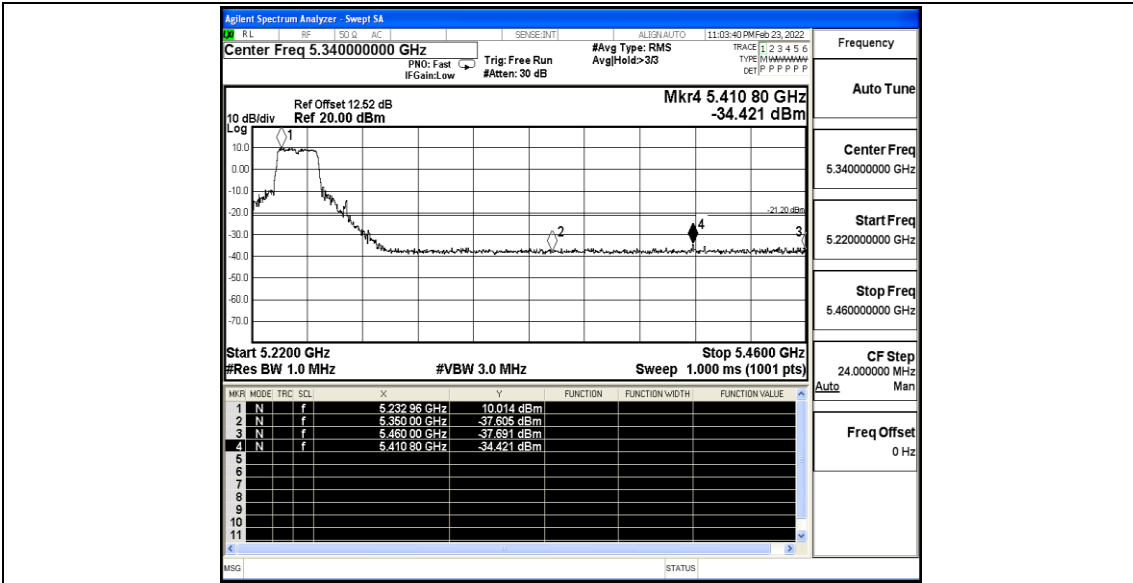 Agilent Spectrum Analyzer - Swept SA
RL RF 50 Ω AC SENSE:INT ALIGN AUTO 11:03:40 PM Feb 23, 2022
Center Freq 5.340000000 GHz
PNO: Fast
IFGain:Low
Trig: Free Run
#Atten: 30 dB
#Avg Type: RMS
Avg|Hold:>3/3
TRACE 1 2 3 4 5 6
TYPE M WWWWW
DET P P P P P P
Ref Offset 12.52 dB
10 dB/div Ref 20.00 dBm
Log
Mkr4 5.410 80 GHz
-34.421 dBm
10.0
0.00
-10.0
-20.0
-30.0
-40.0
-50.0
-60.0
-70.0
1
-21.20 dBm
2
4
3
Start 5.2200 GHz Stop 5.4600 GHz
#Res BW 1.0 MHz #VBW 3.0 MHz Sweep 1.000 ms (1001 pts)
MKR MODE TRC SCL X Y FUNCTION FUNCTION WIDTH FUNCTION VALUE
1 N f 5.232 96 GHz 10.014 dBm
2 N f 5.350 00 GHz -37.605 dBm
3 N f 5.460 00 GHz -37.691 dBm
4 N f 5.410 80 GHz -34.421 dBm
5
6
7
8
9
10
11
MSG STATUS
Frequency
Auto Tune
Center Freq
5.340000000 GHz
Start Freq
5.220000000 GHz
Stop Freq
5.460000000 GHz
CF Step
24.000000 MHz
Auto Man
Freq Offset
0 Hz